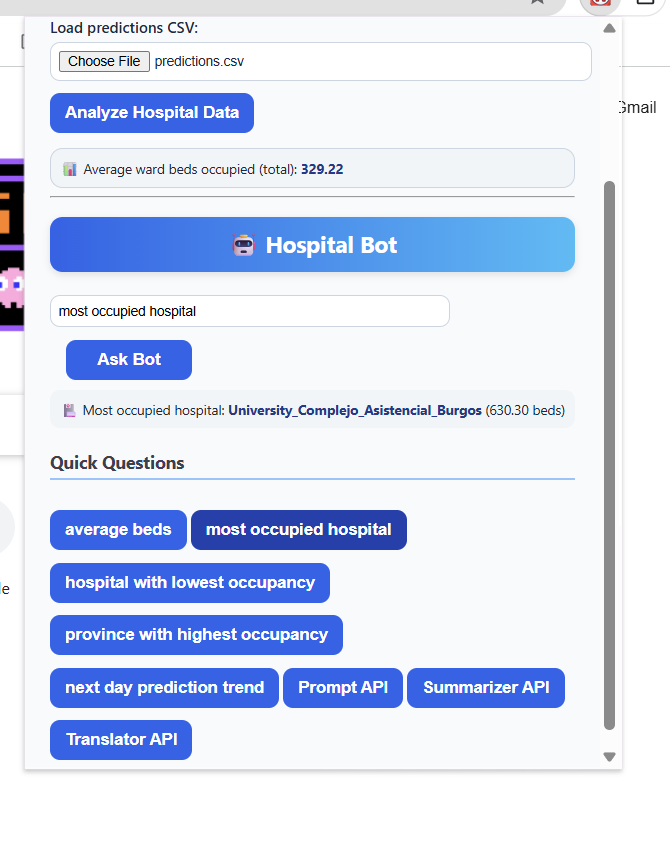 Load predictions CSV:
Choose File predictions.csv
Gmail
Analyze Hospital Data
Average ward beds occupied (total): 329.22
Hospital Bot
most occupied hospital
Ask Bot
Most occupied hospital: University_Complejo_Asistencial_Burgos (630.30 beds)
Quick Questions
average beds most occupied hospital
hospital with lowest occupancy
province with highest occupancy
next day prediction trend Prompt API Summarizer API
Translator API